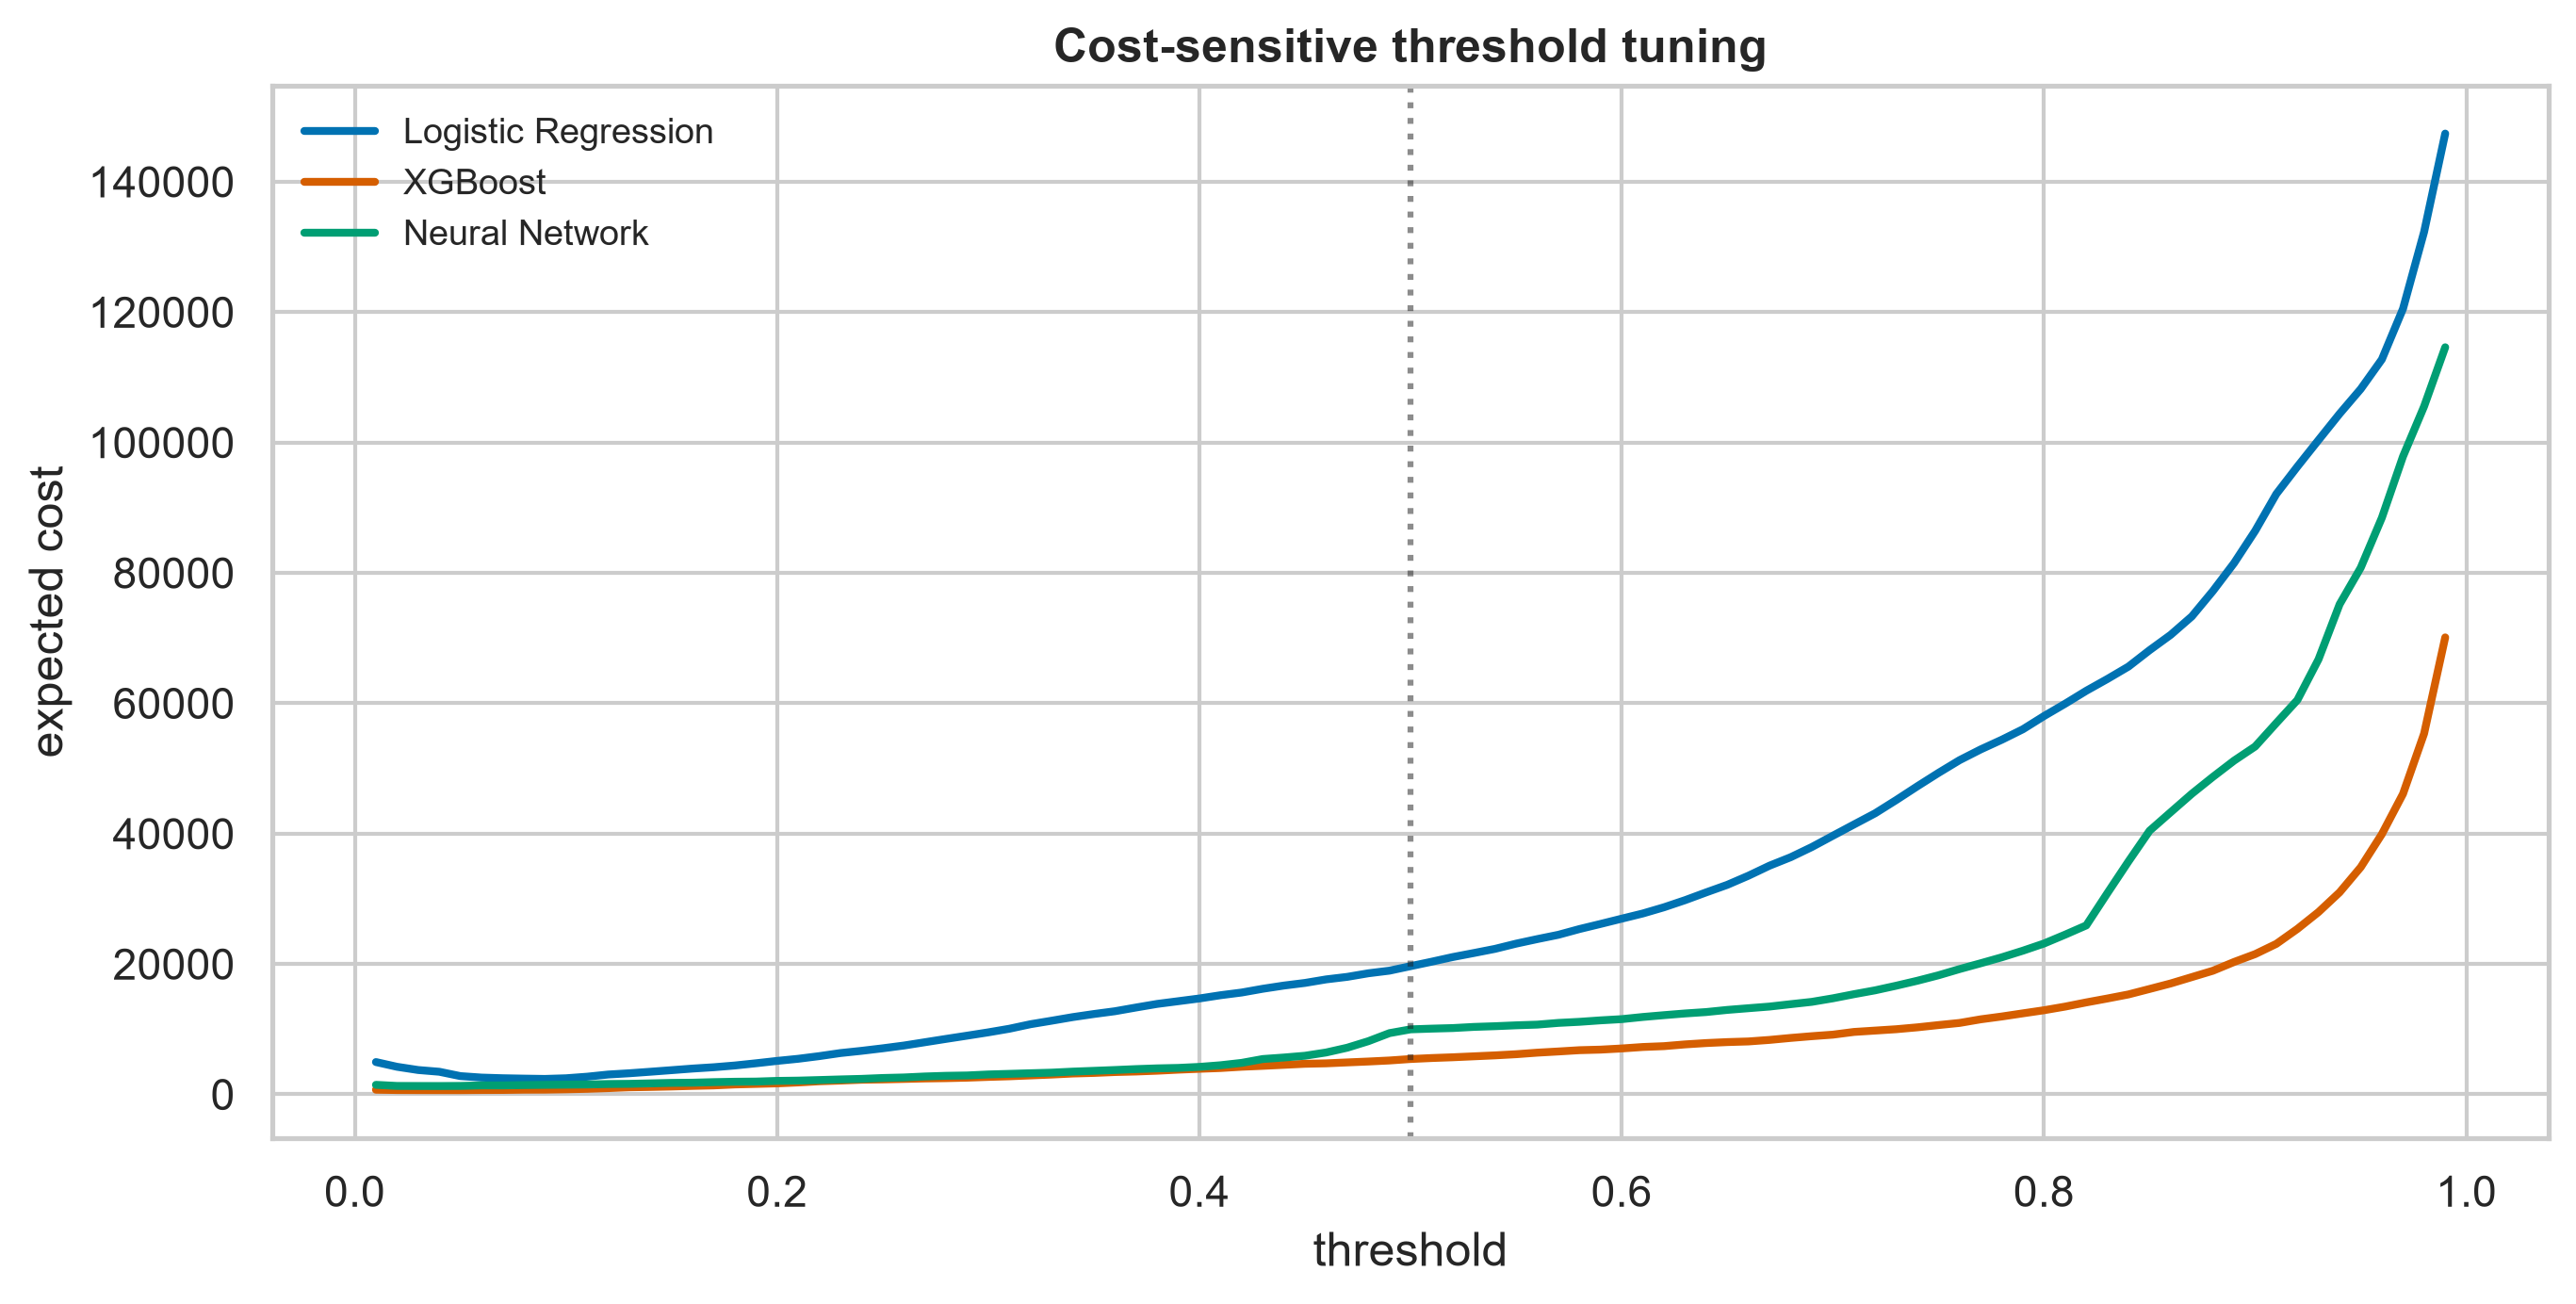 Cost-sensitive threshold tuning
Logistic Regression
XGBoost
Neural Network
expected cost
140000
120000
100000
80000
60000
40000
20000
0
0.0 0.2 0.4 0.6 0.8 1.0
threshold